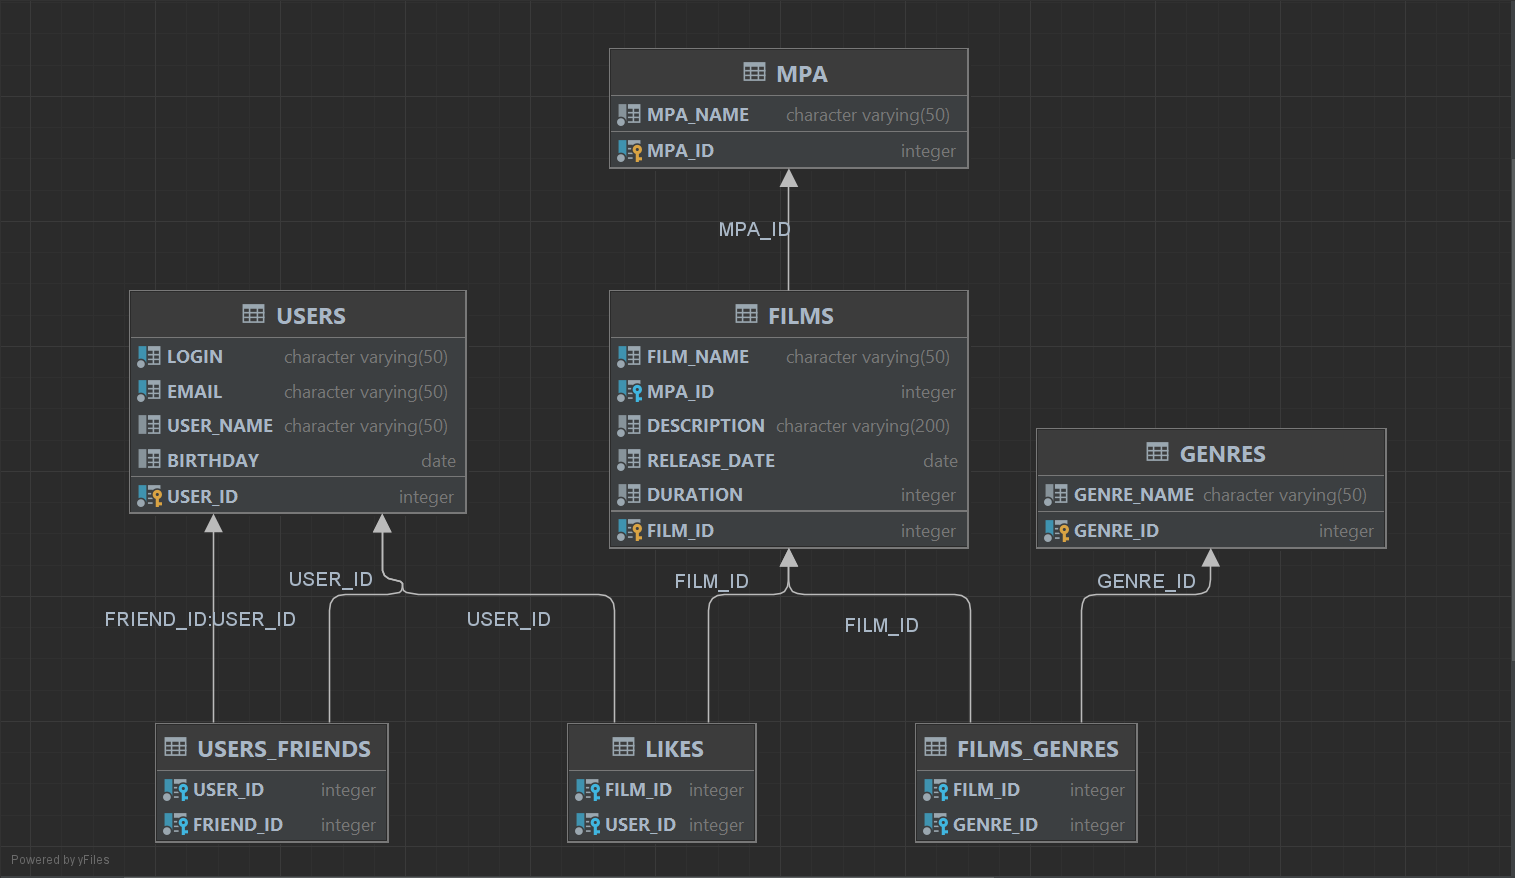 MPA
MPA_NAME character varying(50)
MPA_ID integer
MPA_ID
USERS
LOGIN character varying(50)
EMAIL character varying(50)
USER_NAME character varying(50)
BIRTHDAY date
USER_ID integer
FILMS
FILM_NAME character varying(50)
MPA_ID integer
DESCRIPTION character varying(200)
RELEASE_DATE date
DURATION integer
FILM_ID integer
GENRES
GENRE_NAME character varying(50)
GENRE_ID integer
USER_ID
FILM_ID
GENRE_ID
FRIEND_ID:USER_ID
USER_ID
FILM_ID
USERS_FRIENDS
USER_ID integer
FRIEND_ID integer
LIKES
FILM_ID integer
USER_ID integer
FILMS_GENRES
FILM_ID integer
GENRE_ID integer
Powered by yFiles